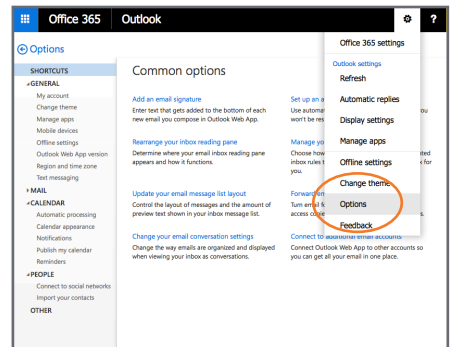 Office 365 Outlook ?
Options
SHORTCUTS
GENERAL
My account
Change theme
Manage apps
Mobile devices
Offline settings
Outlook Web App version
Region and time zone
Text messaging
MAIL
CALENDAR
Automatic processing
Calendar appearance
Notifications
Publish my calendar
Reminders
PEOPLE
Connect to social networks
Import your contacts
OTHER
Common options
Add an email signature
Enter text that gets added to the bottom of each
new email you compose in Outlook Web App.
Rearrange your inbox reading pane
Determine where your email inbox reading pane
appears and how it functions.
Update your email message list layout
Control the layout of messages and the amount of
preview text shown in your inbox message list.
Change your email conversation settings
Change the way emails are organized and displayed
when viewing your inbox as conversations.
Set up an a
Use automa
won't be res
Manage yo
Choose how
inbox rules t
you.
Forward em
Turn email f
access copie
Connect to additional email accounts
Connect Outlook Web App to other accounts so
you can get all your email in one place.
Office 365 settings
Outlook settings
Refresh
Automatic replies
Display settings
Manage apps
Offline settings
Change theme
Options
Feedback